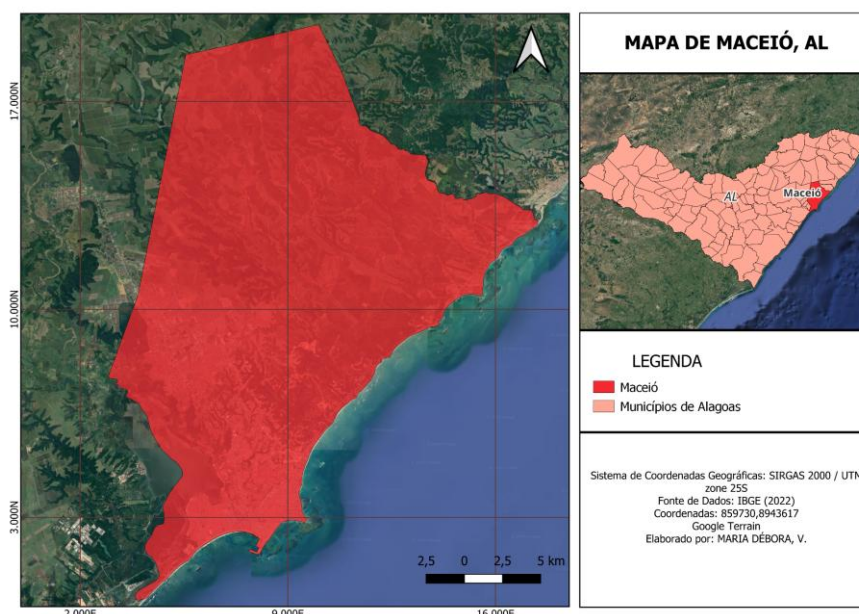 MAPA DE MACEIÓ, AL
17.000N
10.000N
3.000N
2.000E
9.000E
16.000E
2,5 0 2,5 5 km
AL
Maceió
LEGENDA
Maceió
Municípios de Alagoas
Sistema de Coordenadas Geográficas: SIRGAS 2000 / UTM
zone 25S
Fonte de Dados: IBGE (2022)
Coordenadas: 859730,8943617
Google Terrain
Elaborado por: MARIA DÉBORA, V.